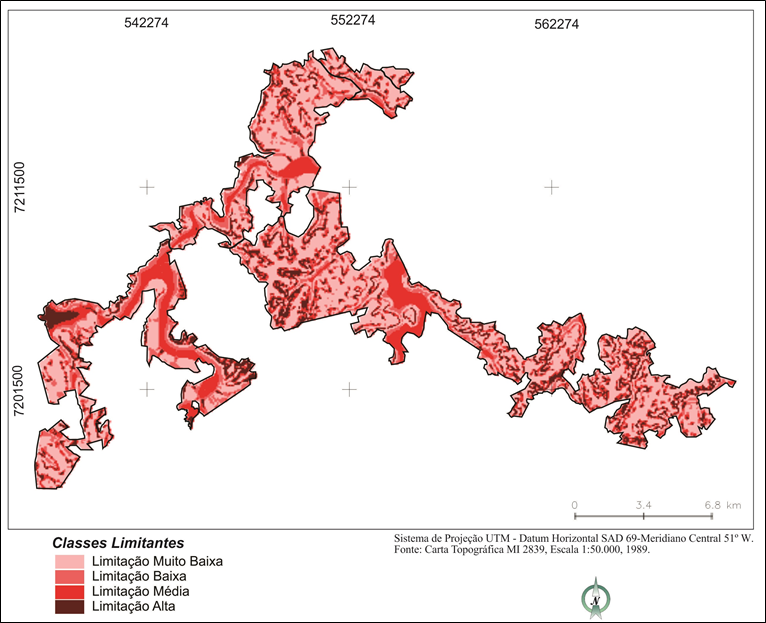 542274
552274
562274
7211500
7201500
0 3.4 6.8 km
Classes Limitantes
Limitação Muito Baixa
Limitação Baixa
Limitação Média
Limitação Alta
Sistema de Projeção UTM - Datum Horizontal SAD 69-Meridiano Central 51º W.
Fonte: Carta Topográfica MI 2839, Escala 1:50.000, 1989.
N